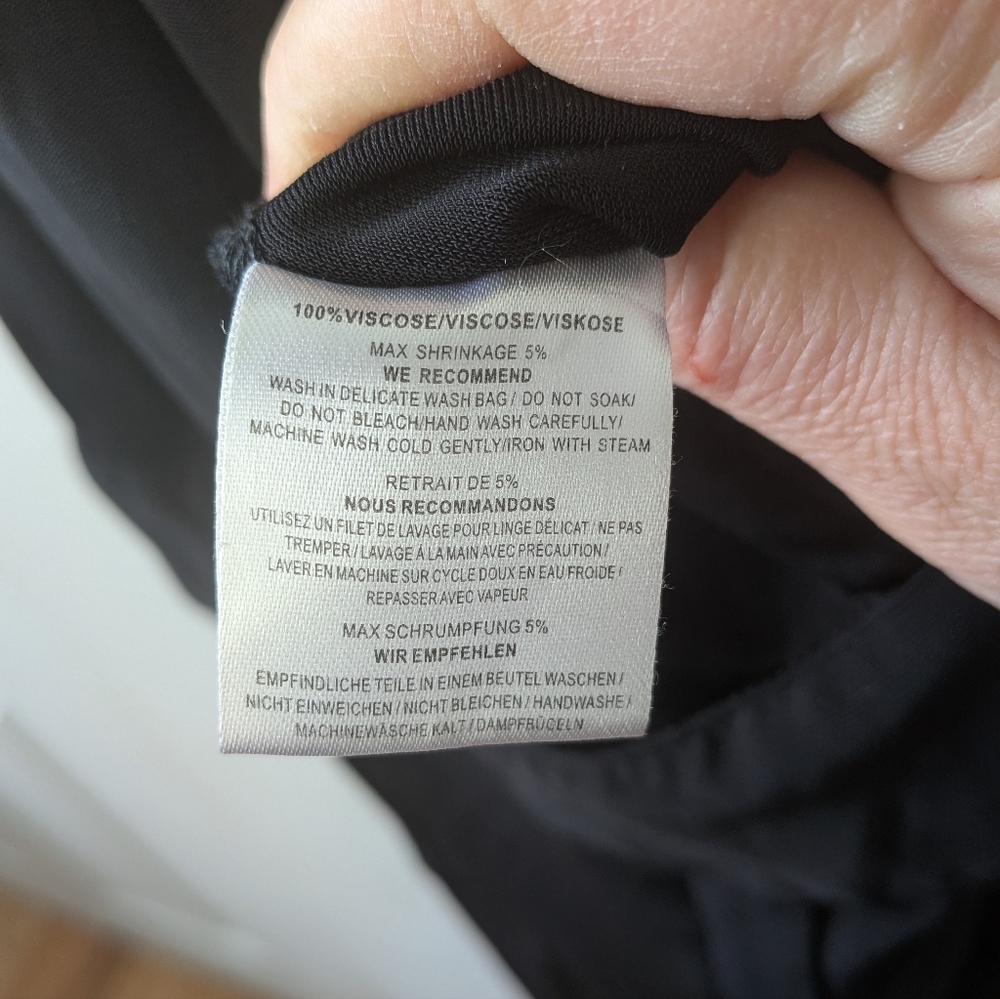 100%VISCOSE/VISCOSE/VISKOSE
MAX SHRINKAGE 5%
WE RECOMMEND
WASH IN DELICATE WASH BAG / DO NOT SOAK/
DO NOT BLEACH/HAND WASH CAREFULLY/
MACHINE WASH COLD GENTLY/IRON WITH STEAM
RETRAIT DE 5%
NOUS RECOMMANDONS
UTILISEZ UN FILET DE LAVAGE POUR LINGE DÉLICAT / NE PAS
TREMPER / LAVAGE À LA MAIN AVEC PRÉCAUTION /
LAVER EN MACHINE SUR CYCLE DOUX EN EAU FROIDE /
REPASSER AVEC VAPEUR
MAX SCHRUMPFUNG 5%
WIR EMPFEHLEN
EMPFINDLICHE TEILE IN EINEM BEUTEL WASCHEN /
NICHT EINWEICHEN / NICHT BLEICHEN / HANDWASHE /
MACHINEWÄSCHE KALT / DAMPFBÜGELN